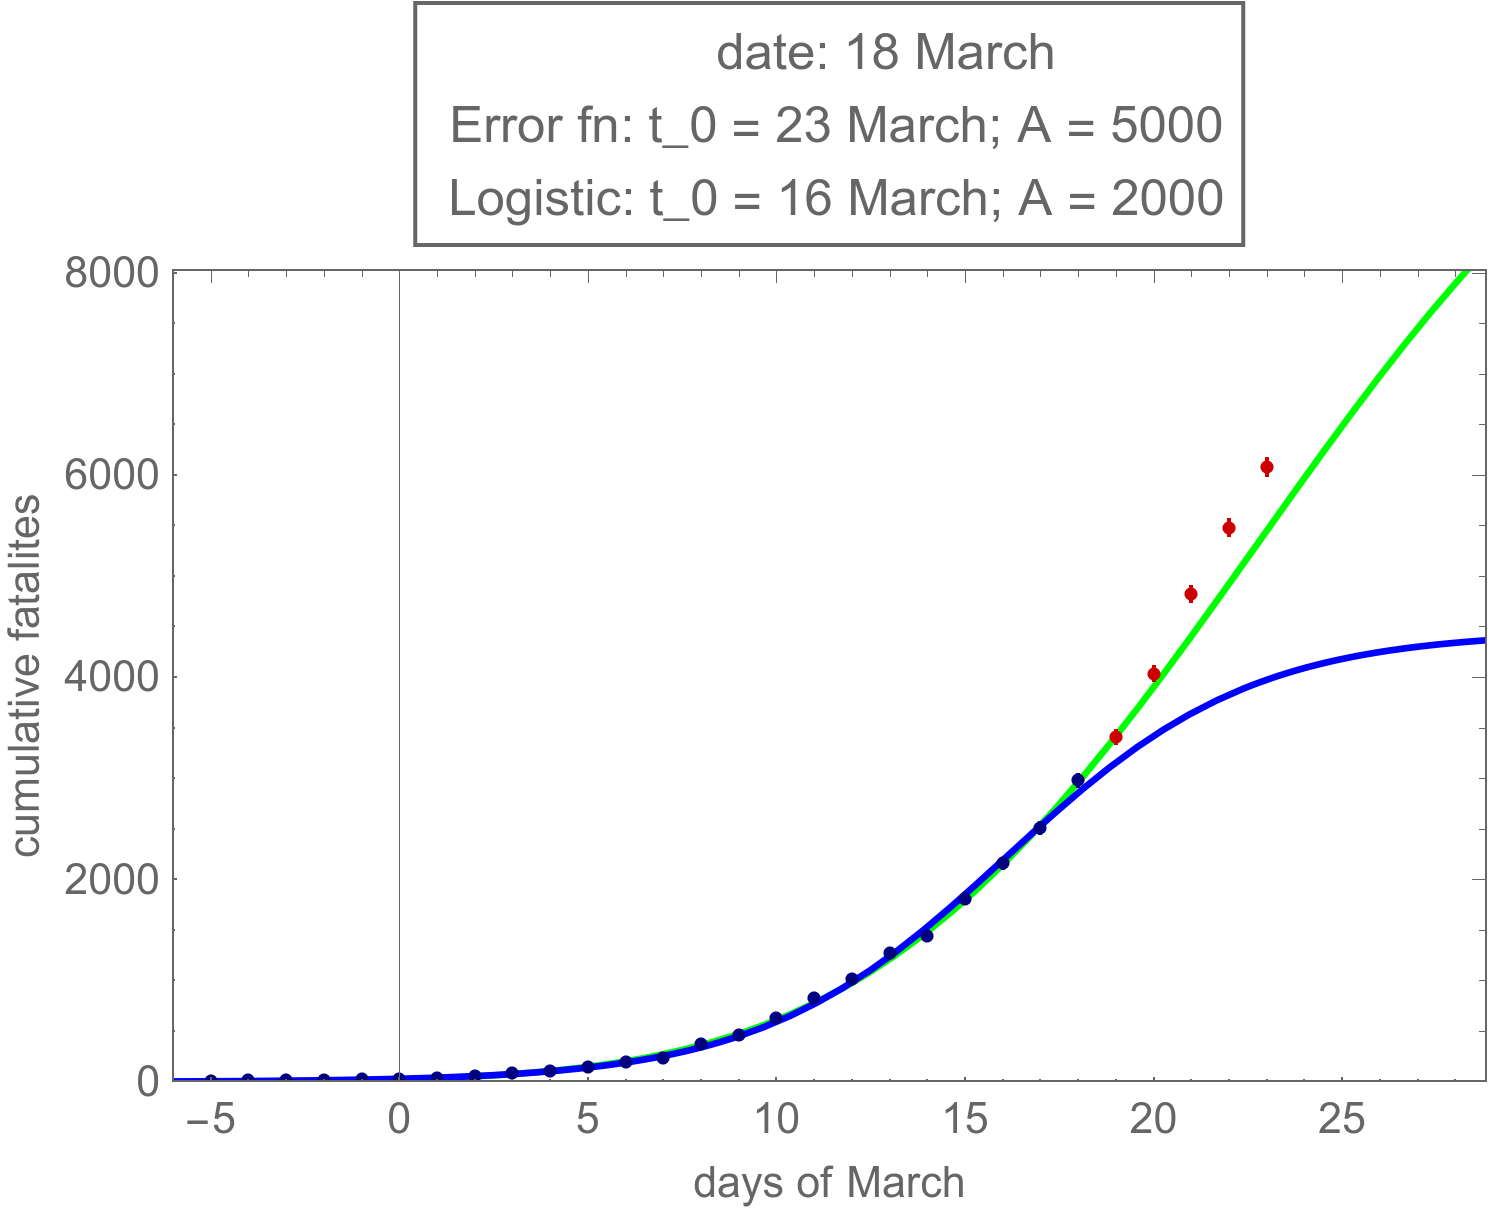 date: 18 March
Error fn: t_0 = 23 March; A = 5000
Logistic: t_0 = 16 March; A = 2000
8000
6000
4000
2000
0
cumulative fatalites
−5 0 5 10 15 20 25
days of March